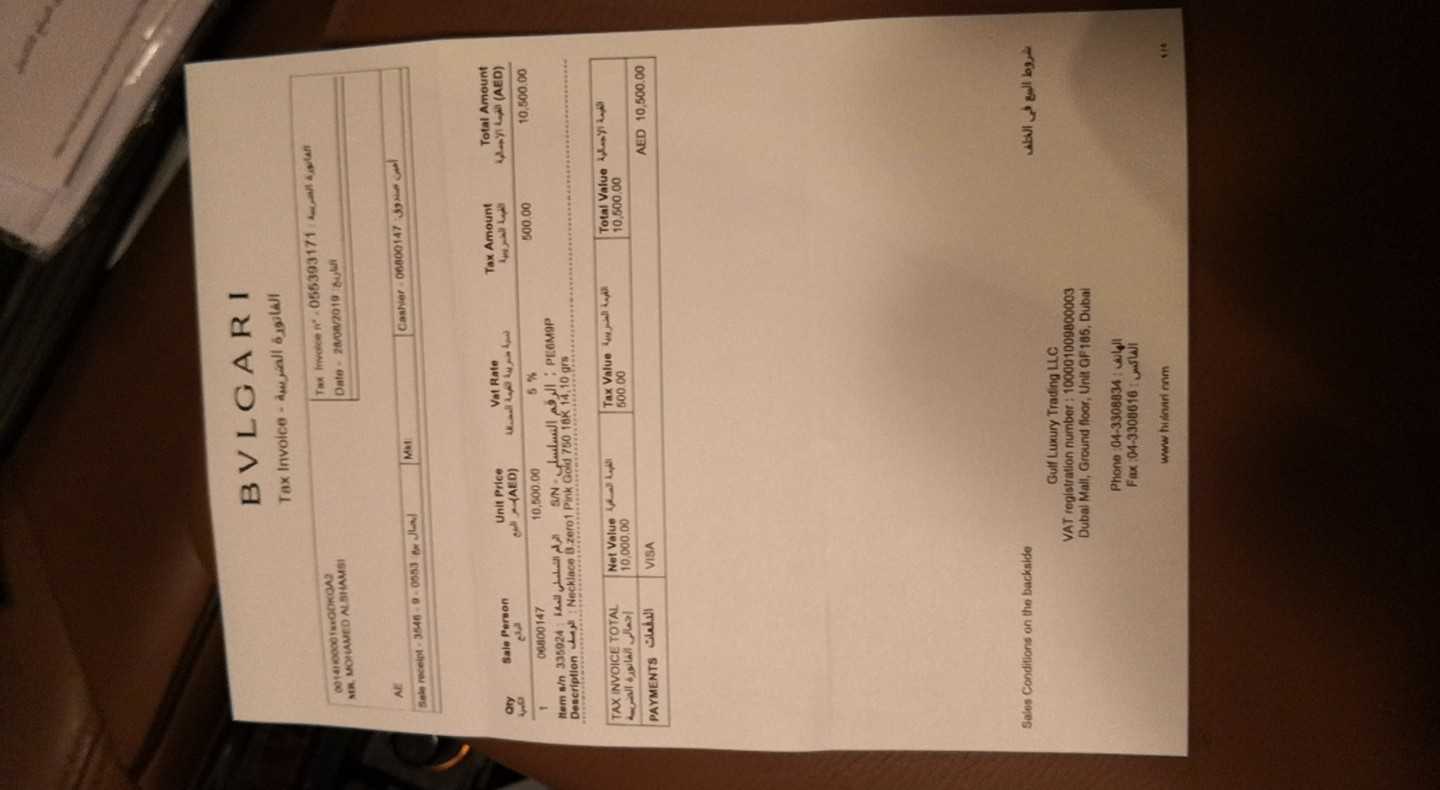 BVLGARI
Tax Invoice - الفاتورة الضريبية
Tax Invoice n° - 055393171 : الفاتورة الضريبية
Date - 28/08/2019 : التاريخ
MR. MOHAMED ALSHAMSI
AE
Sale receipt - 3546 - 9 - 0553 إيصال بيع
Mkt:
Cashier - 06800147 أمين صندوق
Qty Sale Person Unit Price Vat Rate Tax Amount Total Amount
الكمية البائع سعر البيع (AED) نسبة ضريبة القيمة المضافة القيمة الضريبية القيمة الإجمالية (AED)
1 06800147 10,500.00 5 % 500.00 10,500.00
Item s/n 335924 : الرقم التسلسلي للمادة S/N - الرقم التسلسلي : PE6M9P
Description الوصف : Necklace B.zero1 Pink Gold 750 18K 14,10 grs
TAX INVOICE TOTAL Net Value القيمة الصافية Tax Value القيمة الضريبية Total Value القيمة الإجمالية
إجمالي الفاتورة الضريبية 10,000.00 500.00 10,500.00
PAYMENTS الدفعات VISA AED 10,500.00
Sales Conditions on the backside شروط البيع في الخلف
Gulf Luxury Trading LLC
VAT registration number : 100001009800003
Dubai Mall, Ground floor, Unit GF185, Dubai
Phone :04-3308834 : الهاتف
Fax :04-3308616 : الفاكس
www.bulgari.com
1 / 1